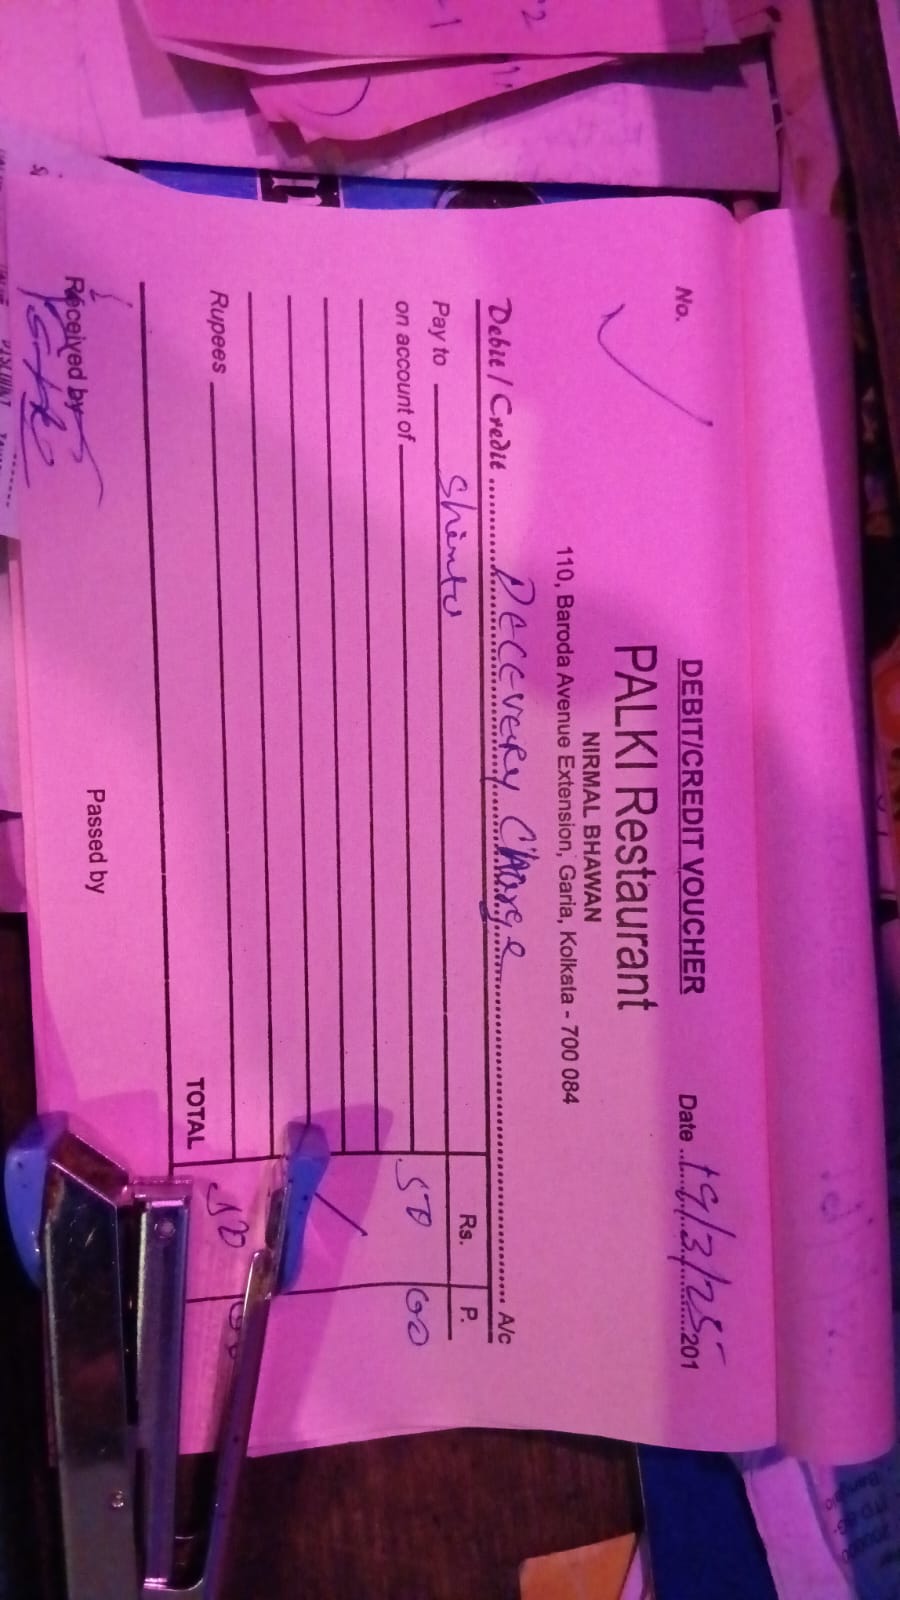 DEBIT/CREDIT VOUCHER
No.
Date 19/3/25 201
PALKI Restaurant
NIRMAL BHAWAN
110, Baroda Avenue Extension, Garia, Kolkata - 700 084
Debit / Credit Delevery Charge A/c
Rs. P.
Pay to Shintu
on account of 50 00
Rupees
TOTAL 50
Received by
Passed by